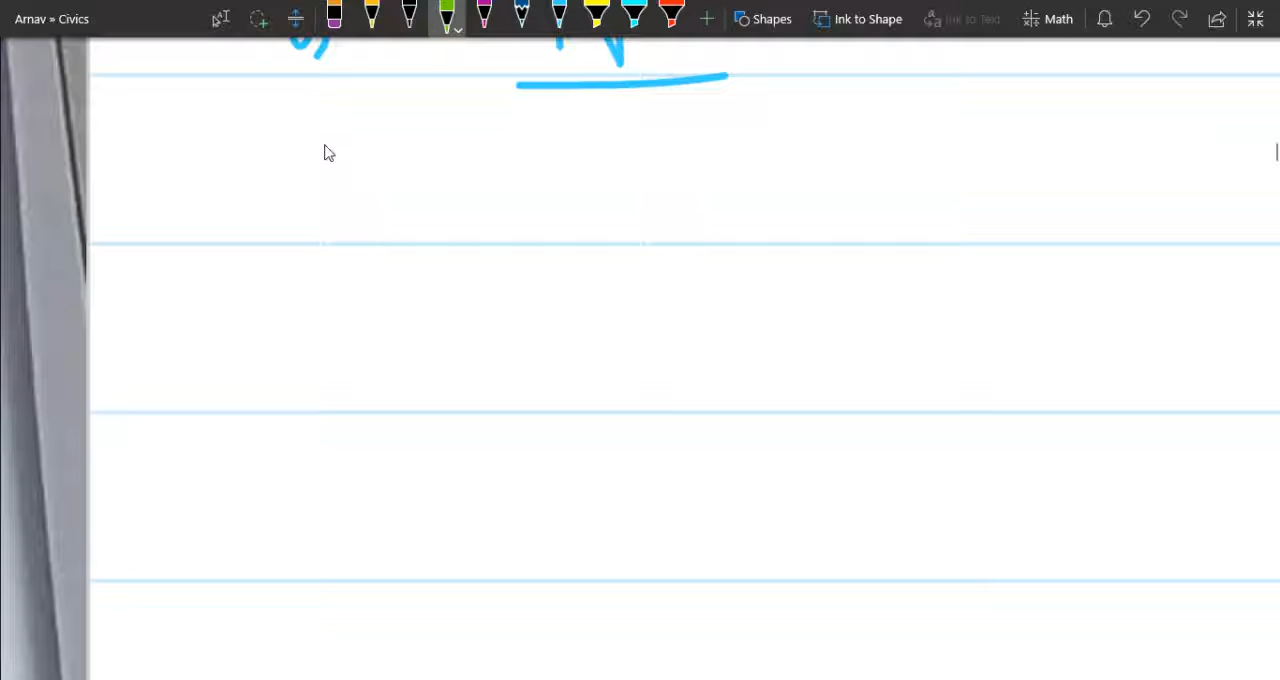 Arnav » Civics
Shapes
Ink to Shape
Ink to Text
Math